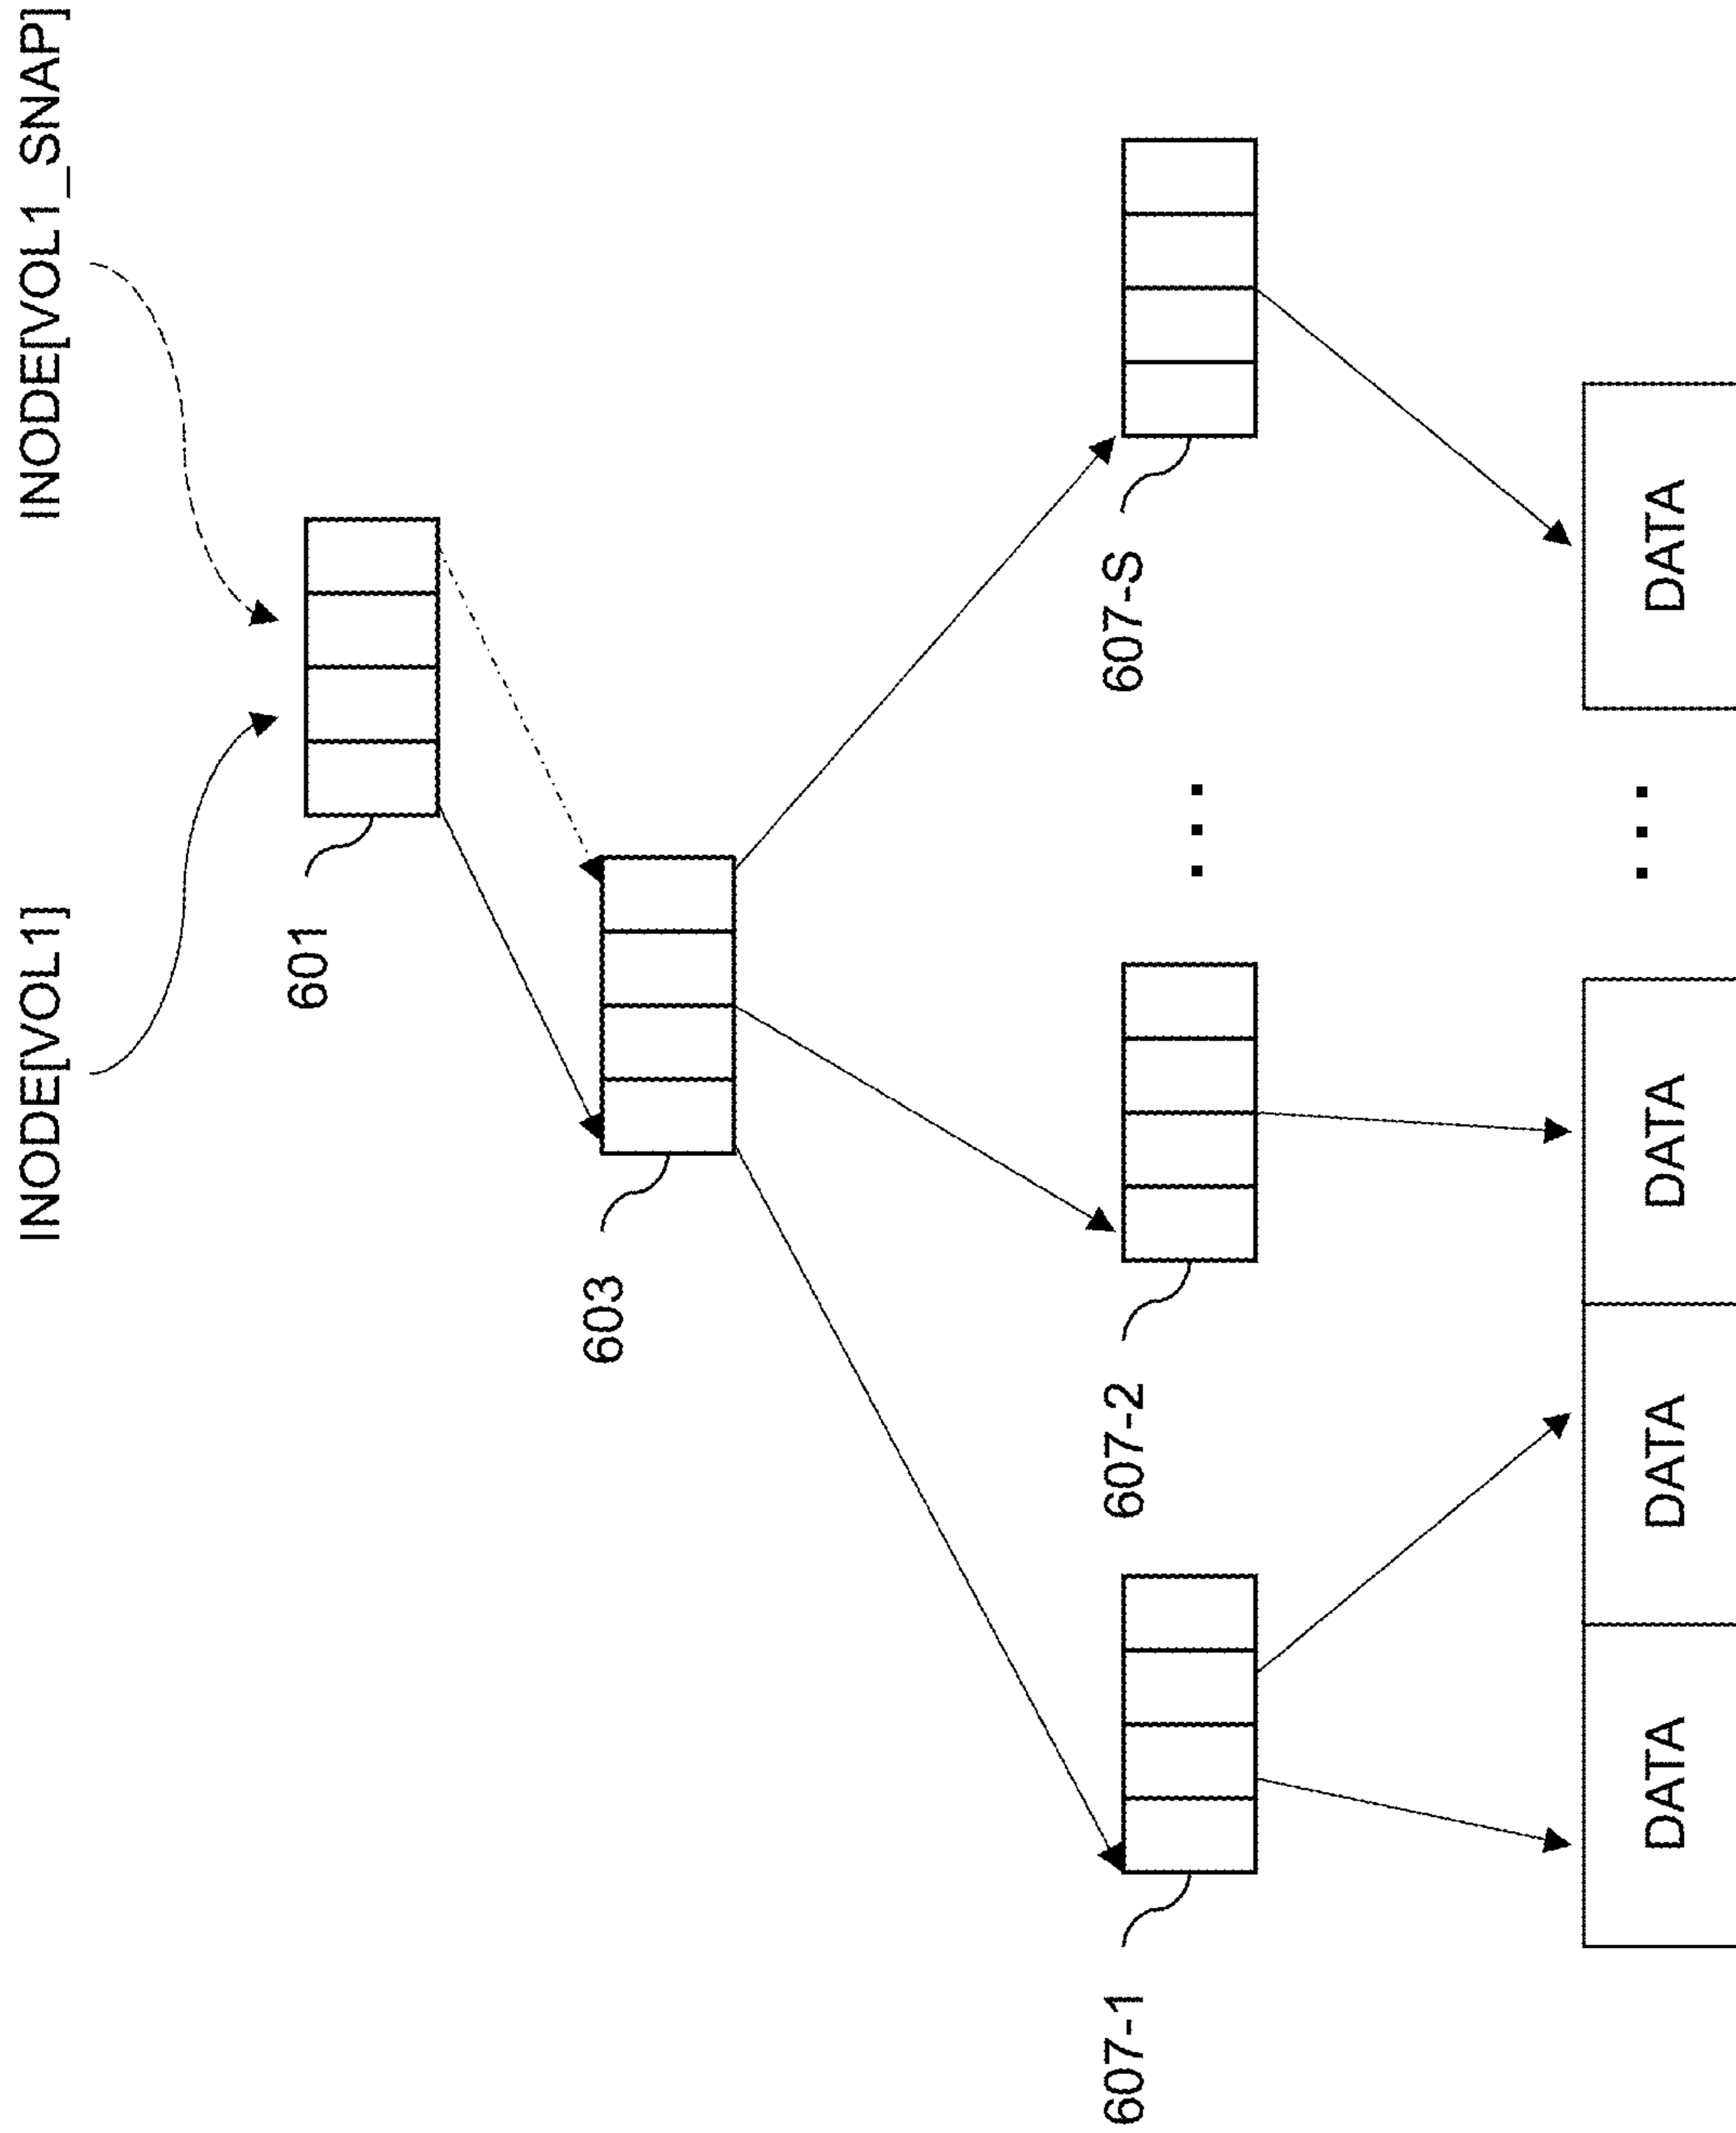 INODE[VOL1]
INODE[VOL1_SNAP]
601
603
607-1
607-2
607-S
...
DATA
DATA
DATA
...
DATA